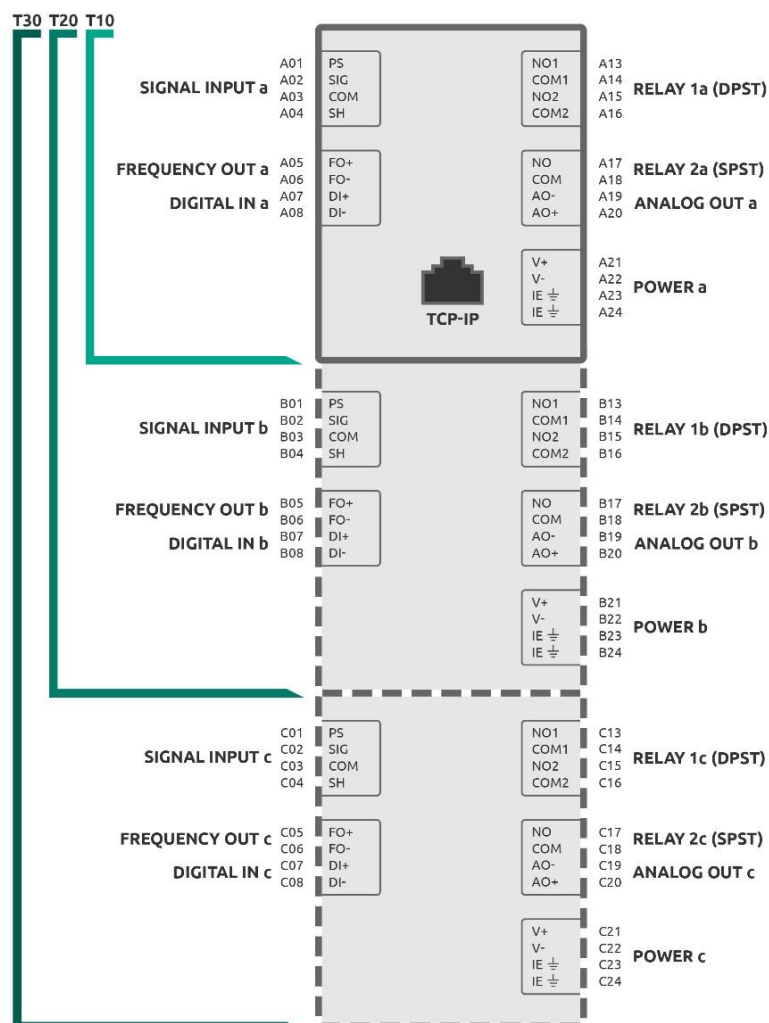 T30 T20 T10
A01 PS NO1 A13
SIGNAL INPUT a A02 SIG COM1 A14 RELAY 1a (DPST)
A03 COM NO2 A15
A04 SH COM2 A16
FREQUENCY OUT a A05 FO+ NO A17 RELAY 2a (SPST)
A06 FO- COM A18
DIGITAL IN a A07 DI+ AO- A19 ANALOG OUT a
A08 DI- AO+ A20
V+ A21
V- A22 POWER a
IE ⏚ A23
IE ⏚ A24
TCP-IP
B01 PS NO1 B13
SIGNAL INPUT b B02 SIG COM1 B14 RELAY 1b (DPST)
B03 COM NO2 B15
B04 SH COM2 B16
FREQUENCY OUT b B05 FO+ NO B17 RELAY 2b (SPST)
B06 FO- COM B18
DIGITAL IN b B07 DI+ AO- B19 ANALOG OUT b
B08 DI- AO+ B20
V+ B21
V- B22 POWER b
IE ⏚ B23
IE ⏚ B24
C01 PS NO1 C13
SIGNAL INPUT c C02 SIG COM1 C14 RELAY 1c (DPST)
C03 COM NO2 C15
C04 SH COM2 C16
FREQUENCY OUT c C05 FO+ NO C17 RELAY 2c (SPST)
C06 FO- COM C18
DIGITAL IN c C07 DI+ AO- C19 ANALOG OUT c
C08 DI- AO+ C20
V+ C21
V- C22 POWER c
IE ⏚ C23
IE ⏚ C24